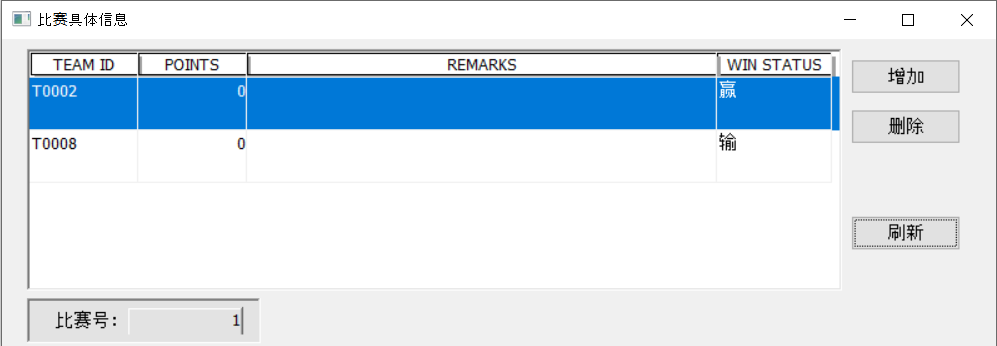 比赛具体信息
TEAM ID POINTS REMARKS WIN STATUS
T0002 0 赢
T0008 0 输
增加
删除
刷新
比赛号: 1